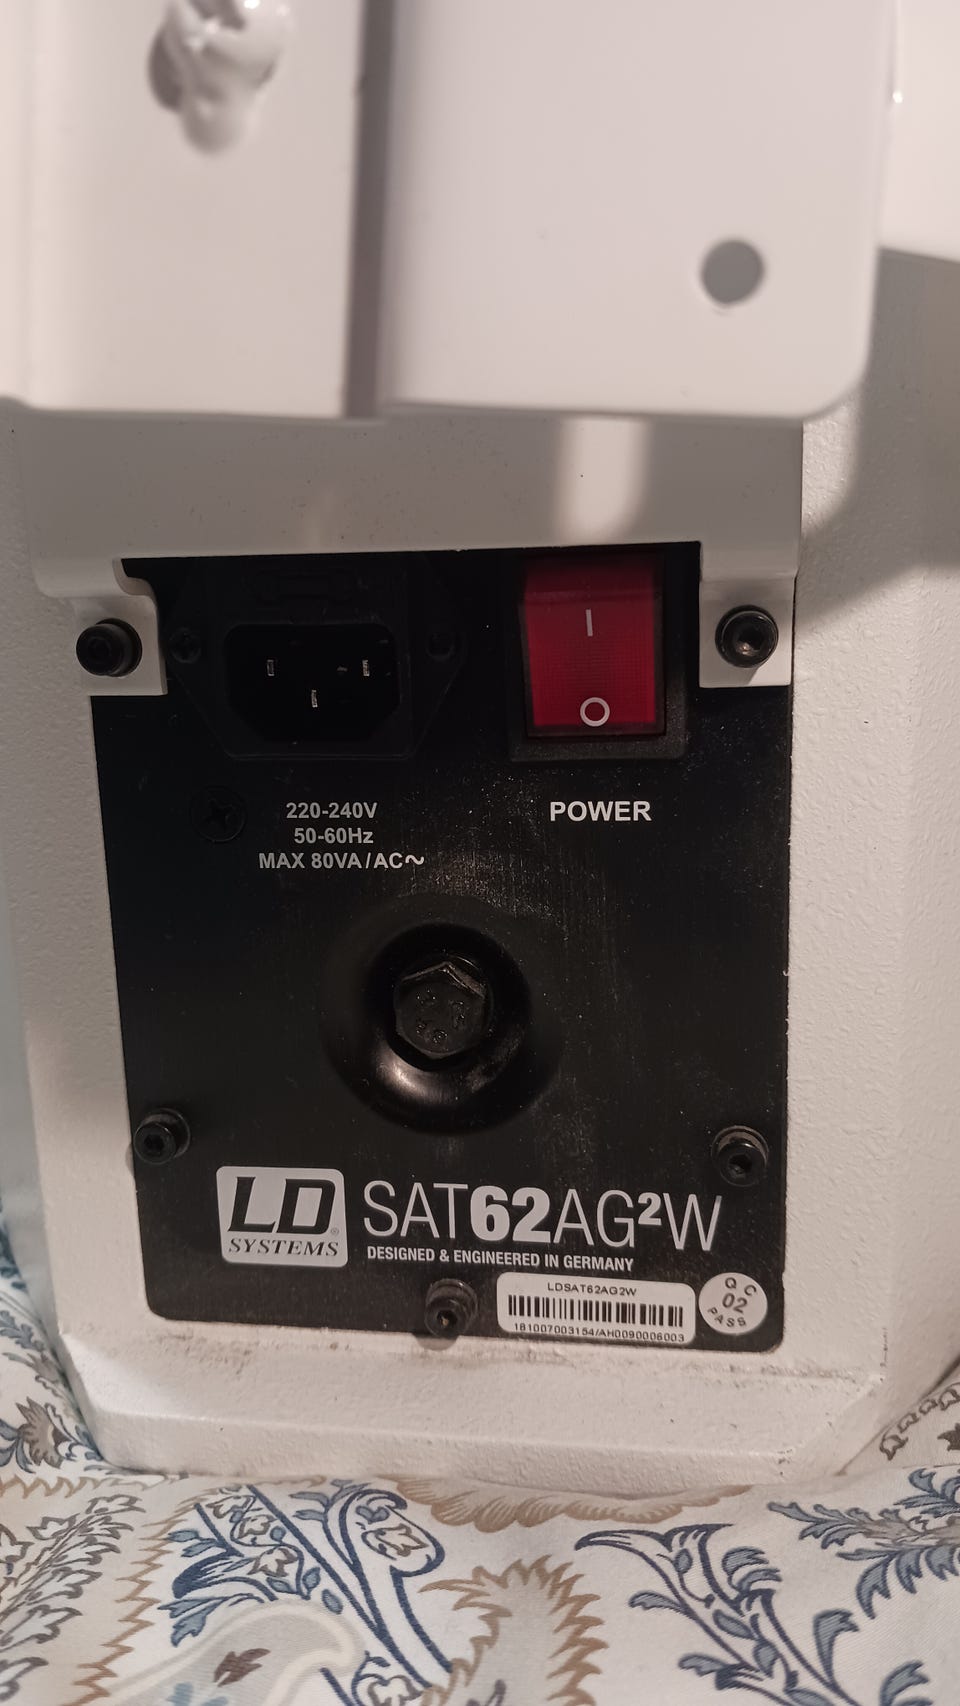 I
O
220-240V
50-60Hz
MAX 80VA/AC~
POWER
LD
SYSTEMS
SAT62AG²W
DESIGNED & ENGINEERED IN GERMANY
LDSAT62AG2W
181007003154/AH0090006003
QC
02
PASS